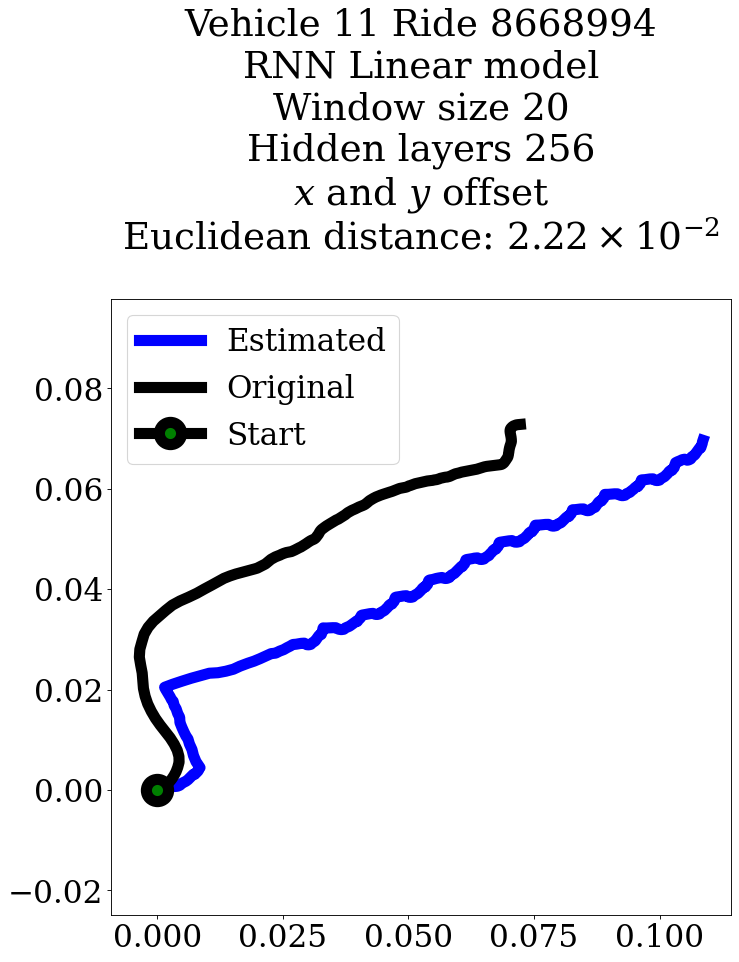 Vehicle 11 Ride 8668994
RNN Linear model
Window size 20
Hidden layers 256
x and y offset
Euclidean distance: 2.22 × 10⁻²
Estimated
Original
Start
0.08
0.06
0.04
0.02
0.00
−0.02
0.000 0.025 0.050 0.075 0.100